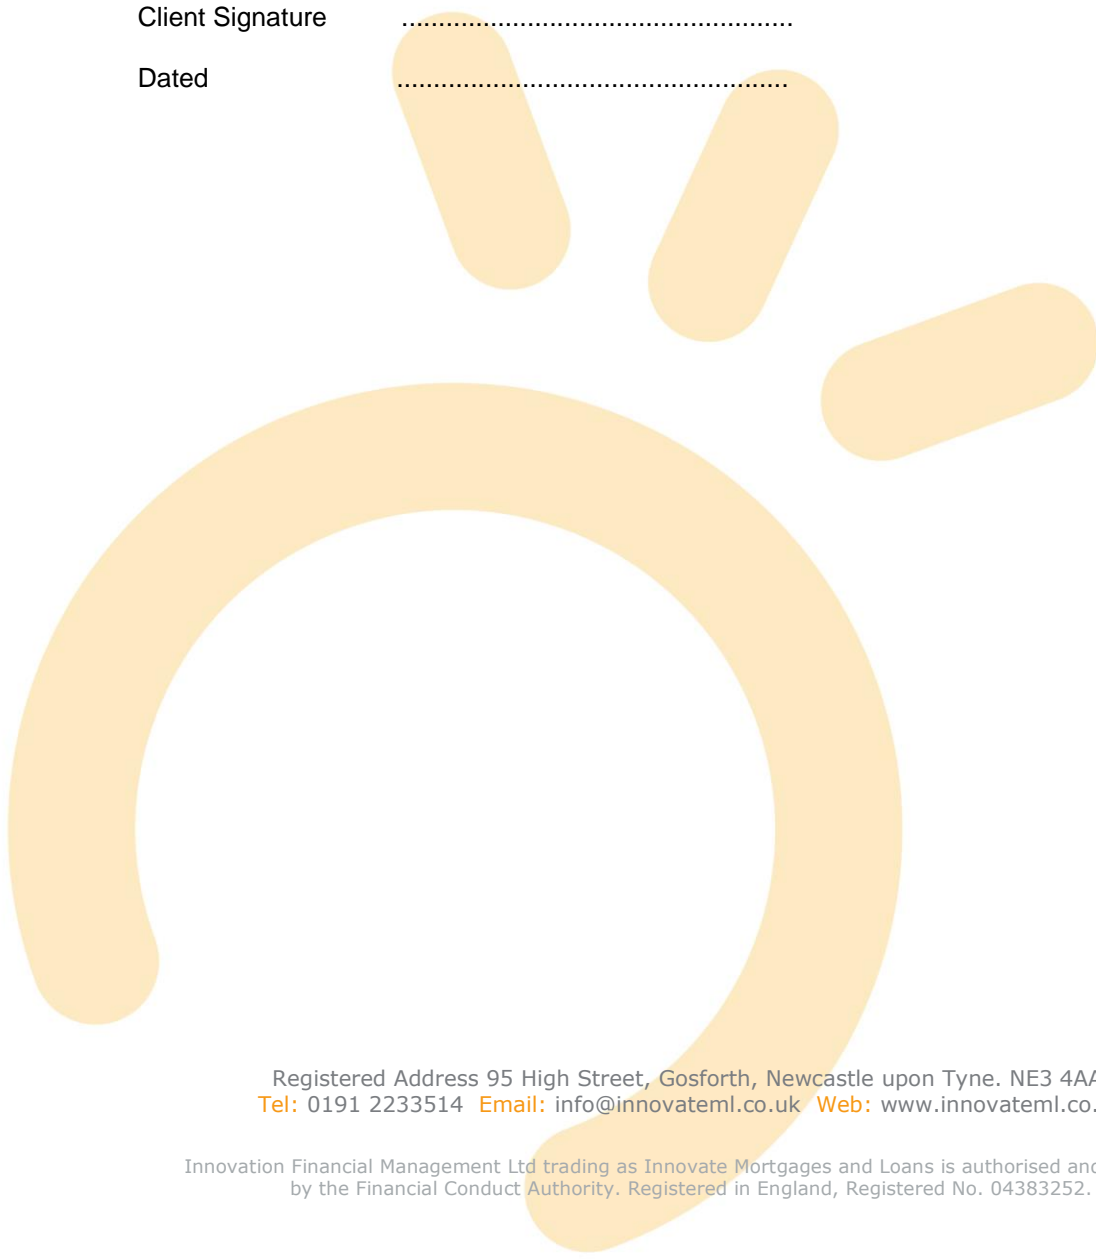 Client Signature ......................................................
Dated ......................................................
Registered Address 95 High Street, Gosforth, Newcastle upon Tyne. NE3 4AA
Tel: 0191 2233514 Email: info@innovateml.co.uk Web: www.innovateml.co.
Innovation Financial Management Ltd trading as Innovate Mortgages and Loans is authorised and
by the Financial Conduct Authority. Registered in England, Registered No. 04383252.